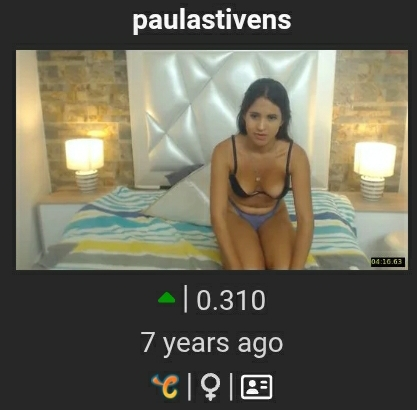 paulastivens
04:16.63
| 0.310
7 years ago